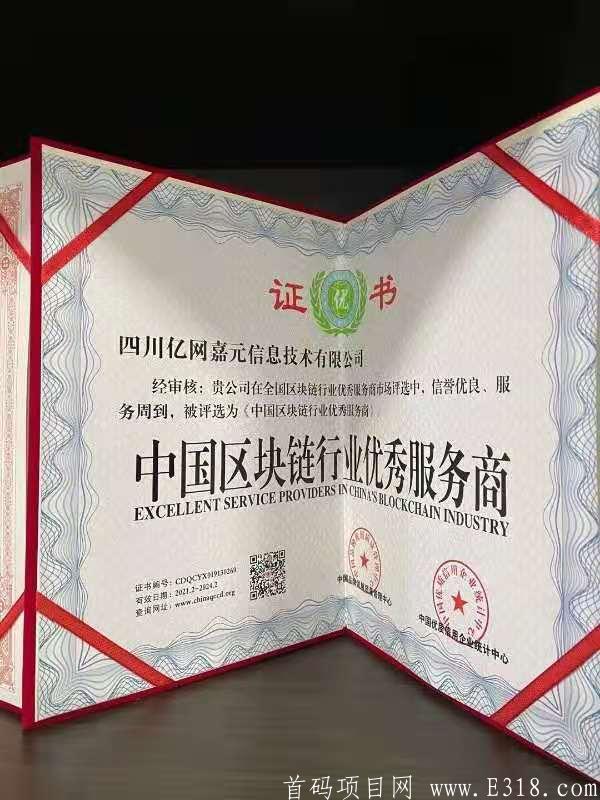 证 优 书
四川亿网嘉元信息技术有限公司
经审核：贵公司在全国区块链行业优秀服务商市场评选中，信誉优良、服
务周到，被评选为《中国区块链行业优秀服务商》
中国区块链行业优秀服务商
EXCELLENT SERVICE PROVIDERS IN CHINA'S BLOCKCHAIN INDUSTRY
证书编号：CDQCYX019131269
有效日期：2021.2-2024.2
查询网址：www.chinaqccd.org
中国优质信用企业统计中心
首码项目网 www.E318.com